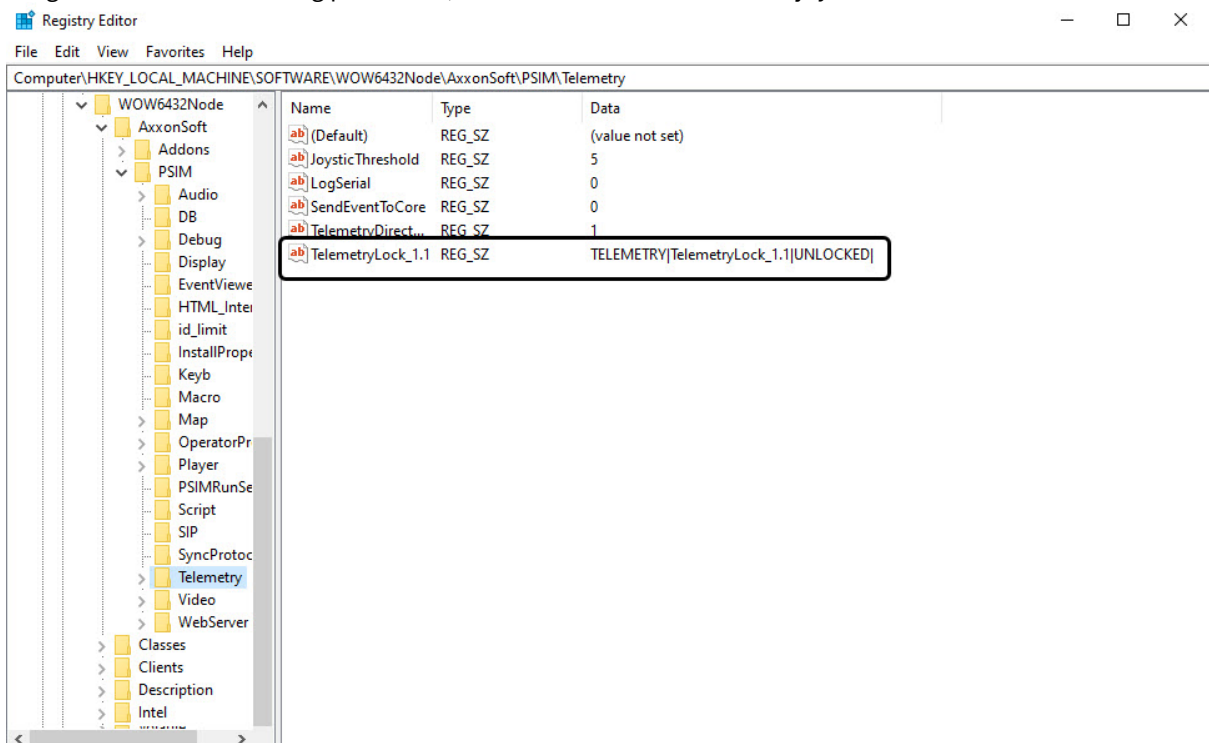 Registry Editor
File Edit View Favorites Help
Computer\HKEY_LOCAL_MACHINE\SOFTWARE\WOW6432Node\AxxonSoft\PSIM\Telemetry
WOW6432Node
AxxonSoft
Addons
PSIM
Audio
DB
Debug
Display
EventViewe
HTML_Inter
id_limit
InstallPrope
Keyb
Macro
Map
OperatorPr
Player
PSIMRunSe
Script
SIP
SyncProtoc
Telemetry
Video
WebServer
Classes
Clients
Description
Intel
Name Type Data
(Default) REG_SZ (value not set)
JoysticThreshold REG_SZ 5
LogSerial REG_SZ 0
SendEventToCore REG_SZ 0
TelemetryDirect... REG_SZ 1
TelemetryLock_1.1 REG_SZ TELEMETRY|TelemetryLock_1.1|UNLOCKED|